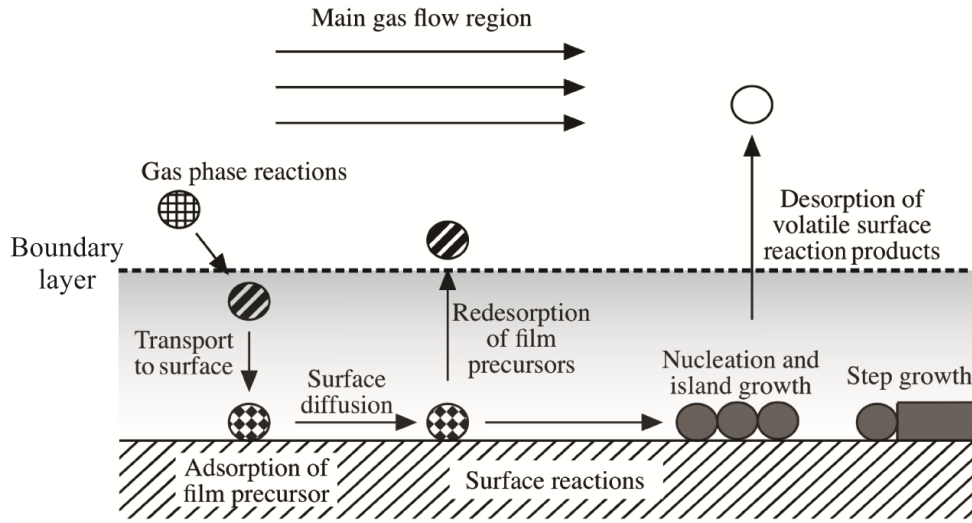 Main gas flow region
Gas phase reactions
Boundary
layer
Desorption of
volatile surface
reaction products
Transport
to surface
Redesorption
of film
precursors
Surface
diffusion
Nucleation and
island growth
Step growth
Adsorption of
film precursor
Surface reactions